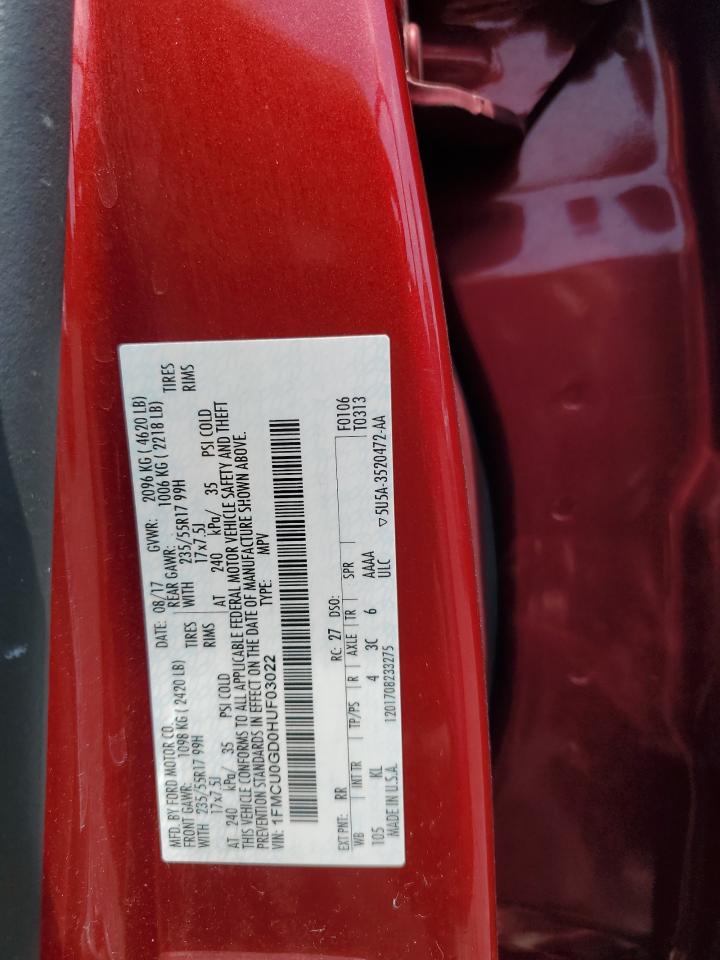 MFD. BY FORD MOTOR CO.
DATE: 08/17 GVWR: 2096 KG ( 4620 LB)
FRONT GAWR: 1098 KG ( 2420 LB) REAR GAWR: 1006 KG ( 2218 LB)
WITH 235/55R17 99H TIRES WITH 235/55R17 99H TIRES
17x7.5J RIMS 17x7.5J RIMS
AT 240 kPa/ 35 PSI COLD AT 240 kPa/ 35 PSI COLD
THIS VEHICLE CONFORMS TO ALL APPLICABLE FEDERAL MOTOR VEHICLE SAFETY AND THEFT
PREVENTION STANDARDS IN EFFECT ON THE DATE OF MANUFACTURE SHOWN ABOVE.
VIN: 1FMCU0GD0HUF03022 TYPE: MPV
F0106
EXT PNT: RR RC: 27 DSO: T0313
WB INT TR TP/PS R AXLE TR SPR
105 KL 4 3C 6 AAAA
ULC
MADE IN U.S.A. 1201708233275 ▽5U5A-3520472-AA